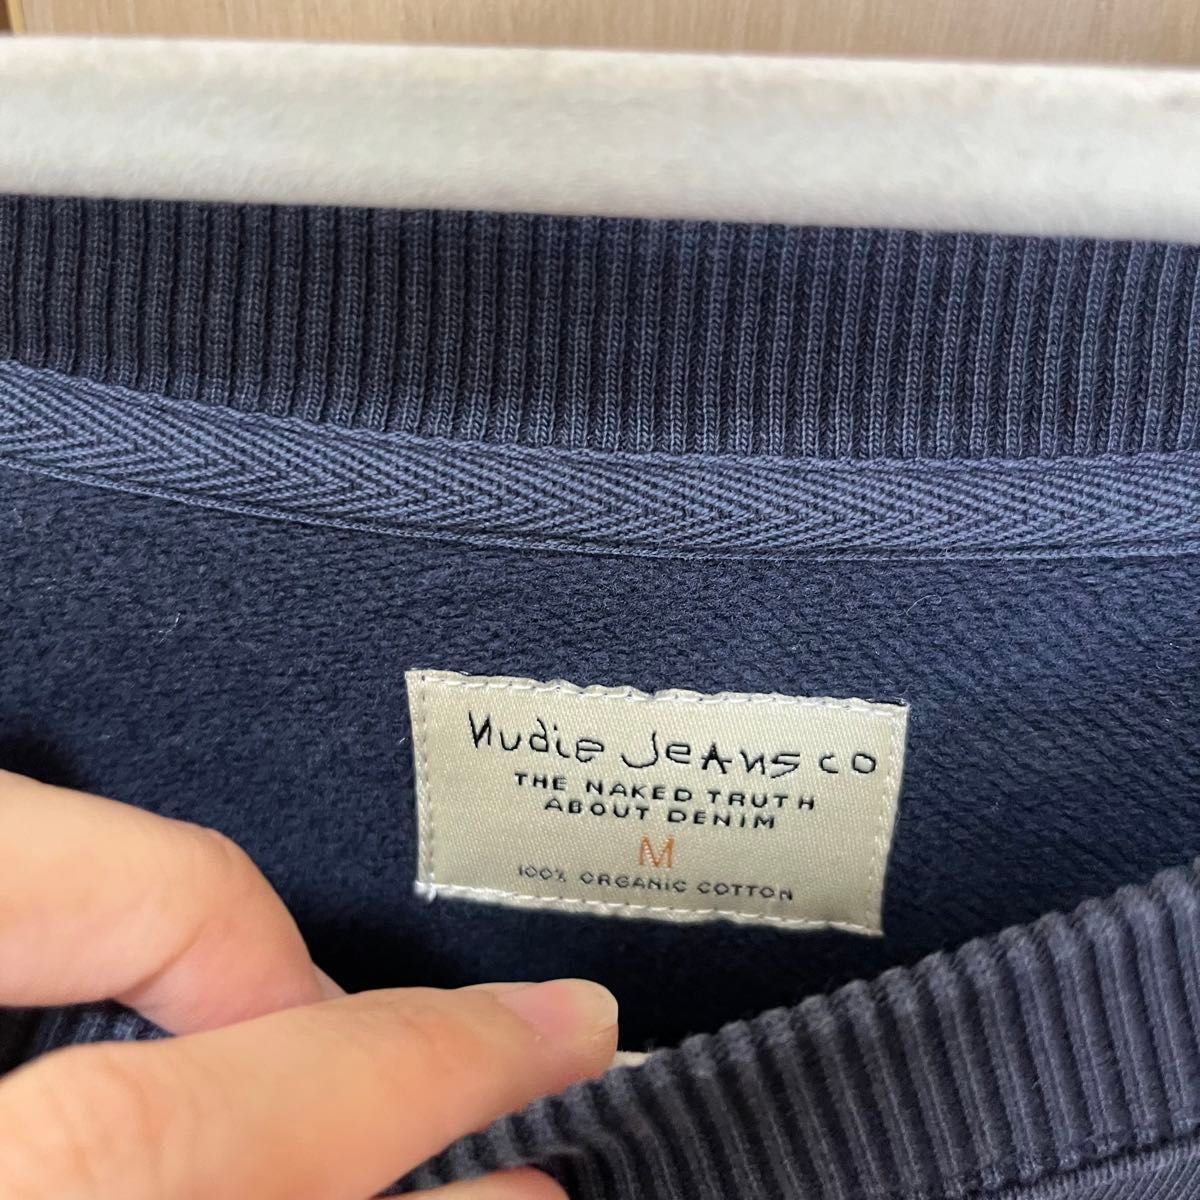 Nudie Jeans co
THE NAKED TRUTH
ABOUT DENIM
M
100% ORGANIC COTTON